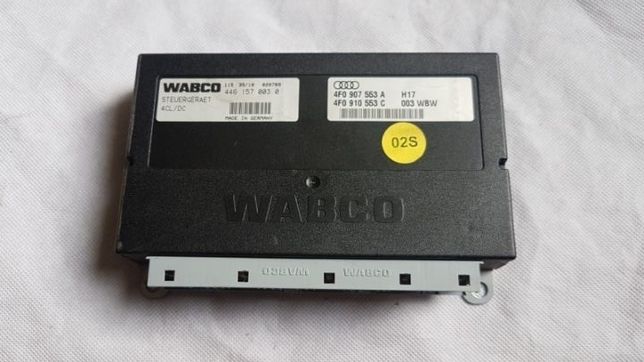 WABCO
446 157 003 0
STEUERGERAET
4CL/DC
MADE IN GERMANY
4F0 907 553 A H17
4F0 910 553 C 003 WBW
02S
WABCO
WABCO